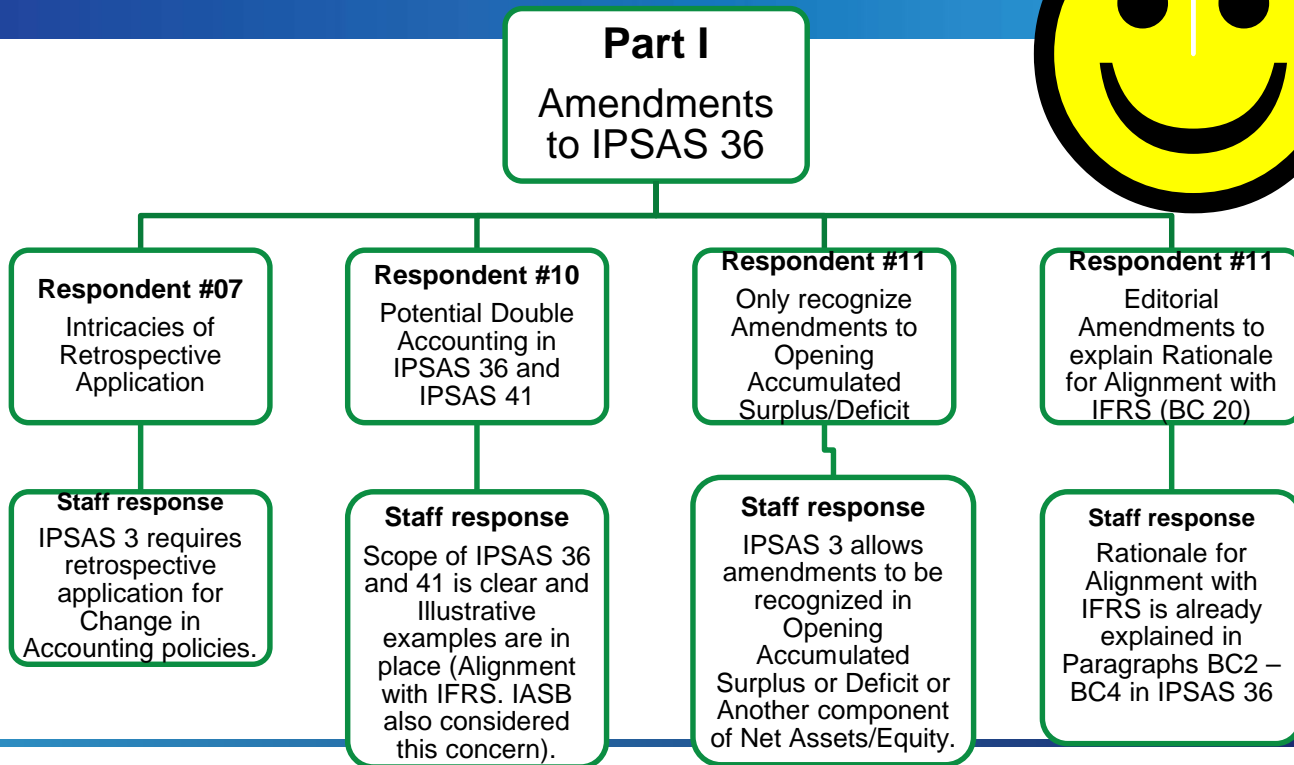 Part I
Amendments
to IPSAS 36
Respondent #07
Intricacies of
Retrospective
Application
Respondent #10
Potential Double
Accounting in
IPSAS 36 and
IPSAS 41
Respondent #11
Only recognize
Amendments to
Opening
Accumulated
Surplus/Deficit
Respondent #11
Editorial
Amendments to
explain Rationale
for Alignment with
IFRS (BC 20)
Staff response
IPSAS 3 requires
retrospective
application for
Change in
Accounting policies.
Staff response
Scope of IPSAS 36
and 41 is clear and
Illustrative
examples are in
place (Alignment
with IFRS. IASB
also considered
this concern).
Staff response
IPSAS 3 allows
amendments to be
recognized in
Opening
Accumulated
Surplus or Deficit or
Another component
of Net Assets/Equity.
Staff response
Rationale for
Alignment with
IFRS is already
explained in
Paragraphs BC2 –
BC4 in IPSAS 36